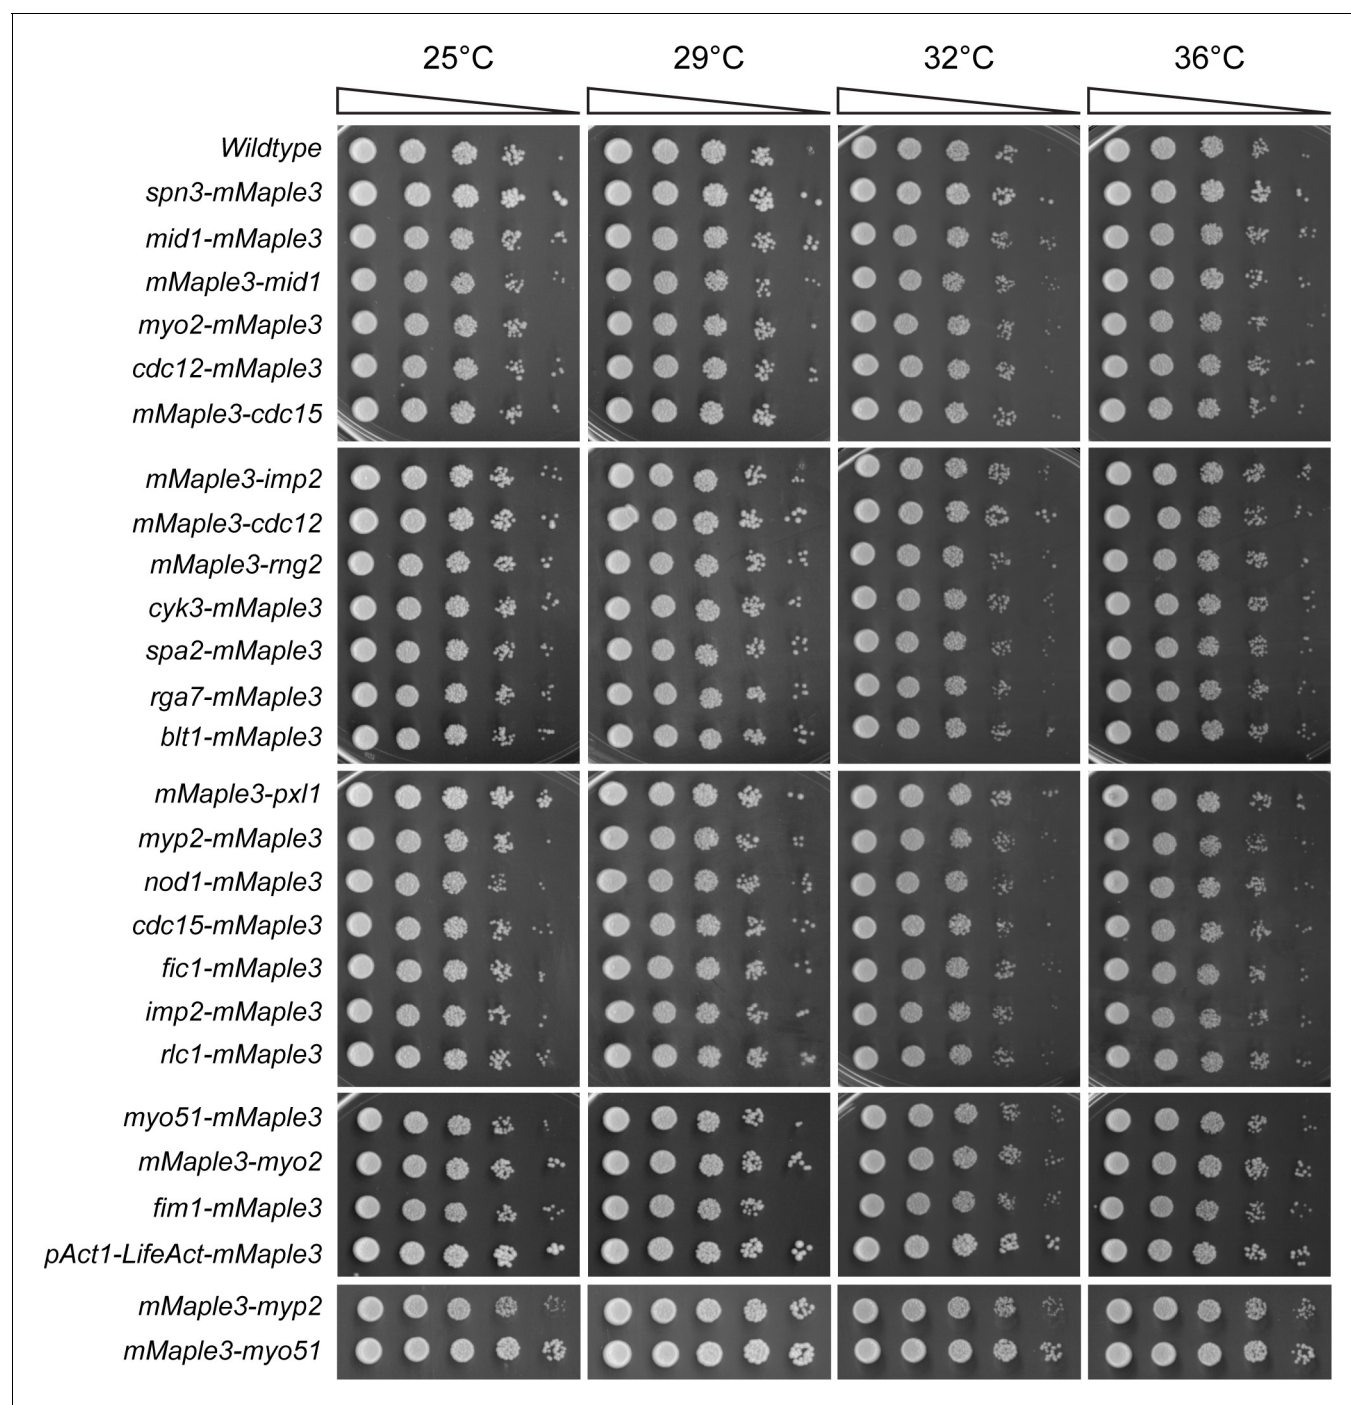 25°C 29°C 32°C 36°C
Wildtype
spn3-mMaple3
mid1-mMaple3
mMaple3-mid1
myo2-mMaple3
cdc12-mMaple3
mMaple3-cdc15
mMaple3-imp2
mMaple3-cdc12
mMaple3-rng2
cyk3-mMaple3
spa2-mMaple3
rga7-mMaple3
blt1-mMaple3
mMaple3-pxl1
myp2-mMaple3
nod1-mMaple3
cdc15-mMaple3
fic1-mMaple3
imp2-mMaple3
rlc1-mMaple3
myo51-mMaple3
mMaple3-myo2
fim1-mMaple3
pAct1-LifeAct-mMaple3
mMaple3-myp2
mMaple3-myo51